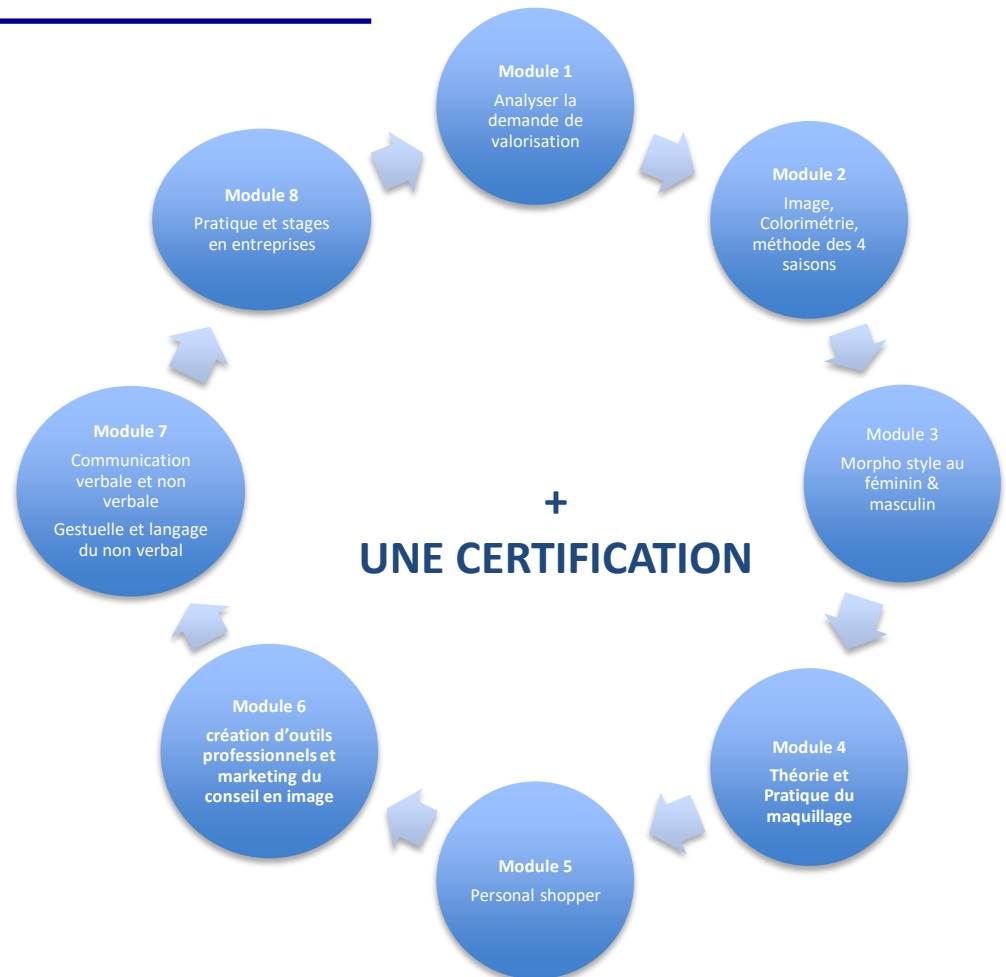 Module 1
Analyser la
demande de
valorisation
Module 2
Image,
Colorimétrie,
méthode des 4
saisons
Module 3
Morpho style au
féminin &
masculin
Module 4
Théorie et
Pratique du
maquillage
Module 5
Personal shopper
Module 6
création d’outils
professionnels et
marketing du
conseil en image
Module 7
Communication
verbale et non
verbale
Gestuelle et langage
du non verbal
Module 8
Pratique et stages
en entreprises
+
UNE CERTIFICATION